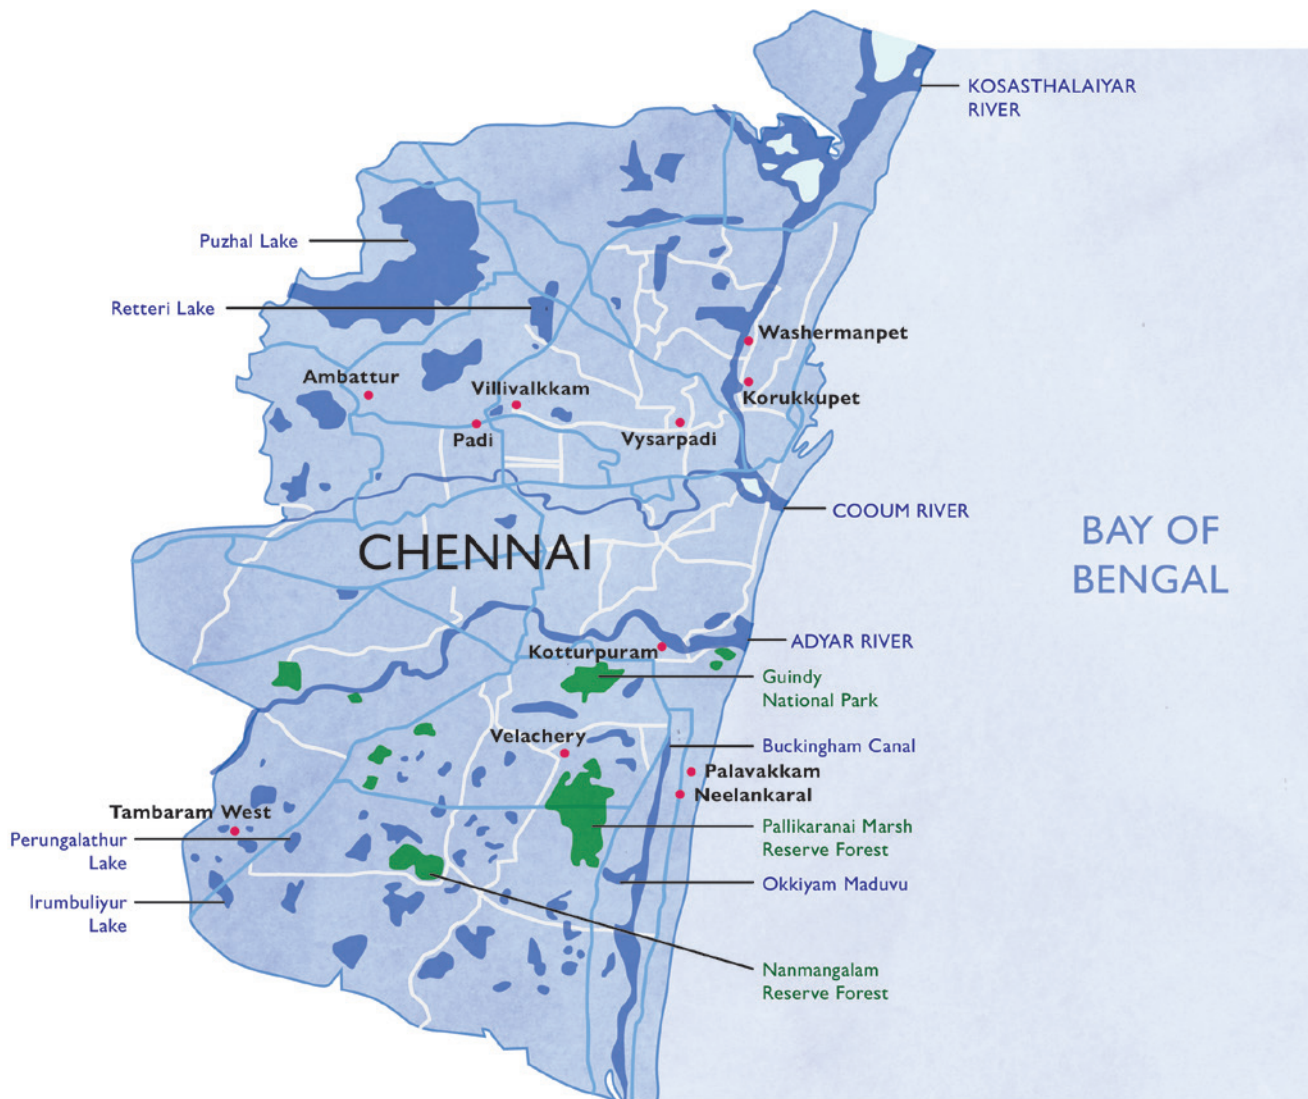 KOSASTHALAIYAR
RIVER
Puzhal Lake
Retteri Lake
Washermanpet
Ambattur
Villivalkkam
Korukkupet
Padi
Vysarpadi
COOUM RIVER
CHENNAI
BAY OF
BENGAL
ADYAR RIVER
Kotturpuram
Guindy
National Park
Velachery
Buckingham Canal
Palavakkam
Neelankaral
Tambaram West
Perungalathur
Lake
Pallikaranai Marsh
Reserve Forest
Okkiyam Maduvu
Irumbuliyur
Lake
Nanmangalam
Reserve Forest